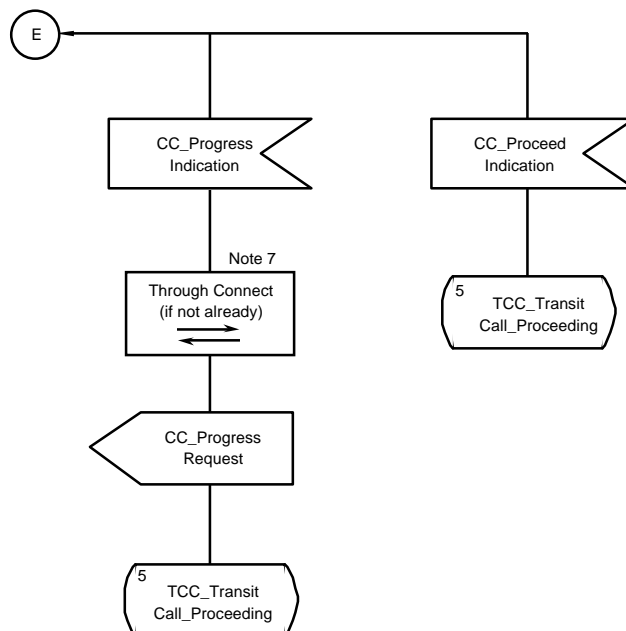 E
CC_Progress
Indication
CC_Proceed
Indication
Note 7
Through Connect
(if not already)
5
TCC_Transit
Call_Proceeding
CC_Progress
Request
5
TCC_Transit
Call_Proceeding